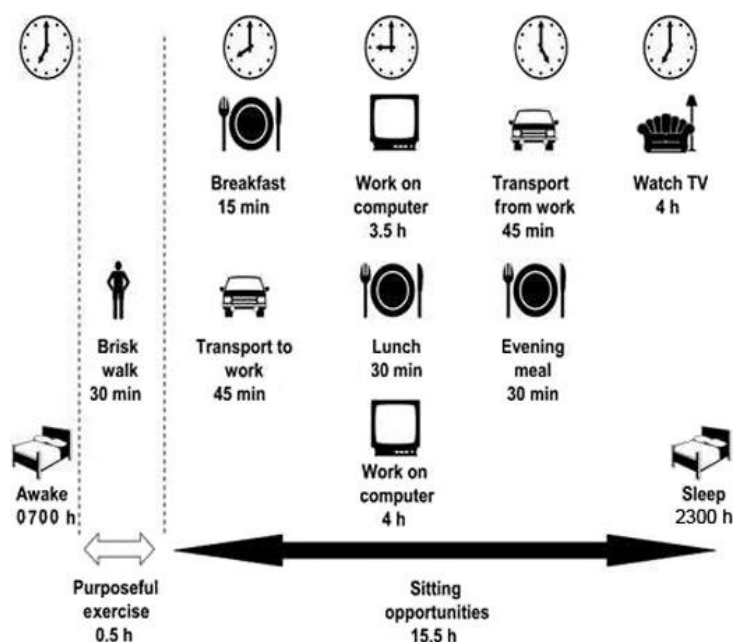 Breakfast
15 min
Work on
computer
3.5 h
Transport
from work
45 min
Watch TV
4 h
Brisk
walk
30 min
Transport to
work
45 min
Lunch
30 min
Evening
meal
30 min
Awake
0700 h
Work on
computer
4 h
Sleep
2300 h
Purposeful
exercise
0.5 h
Sitting
opportunities
15.5 h